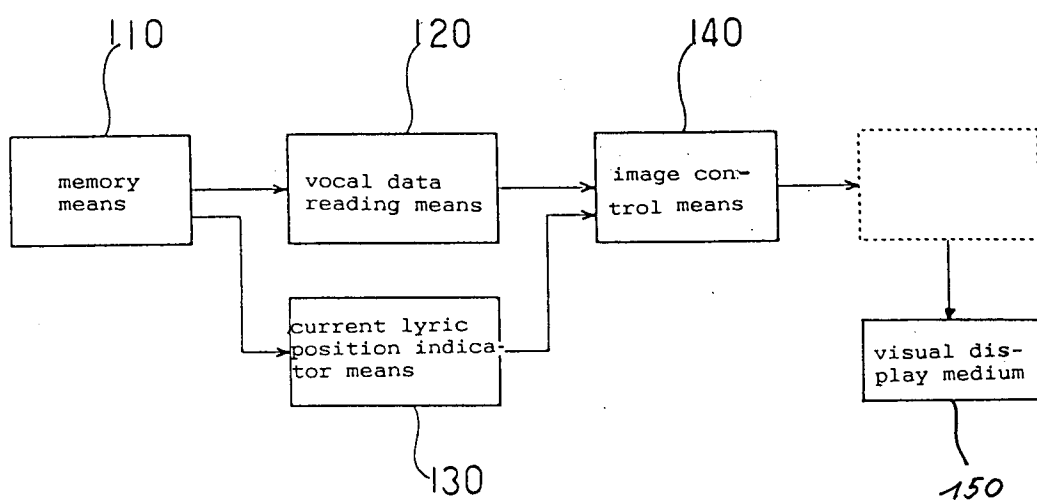 110
120
140
memory
means
vocal data
reading means
image con-
trol means
current lyric
position indica-
tor means
visual dis-
play medium
130
150